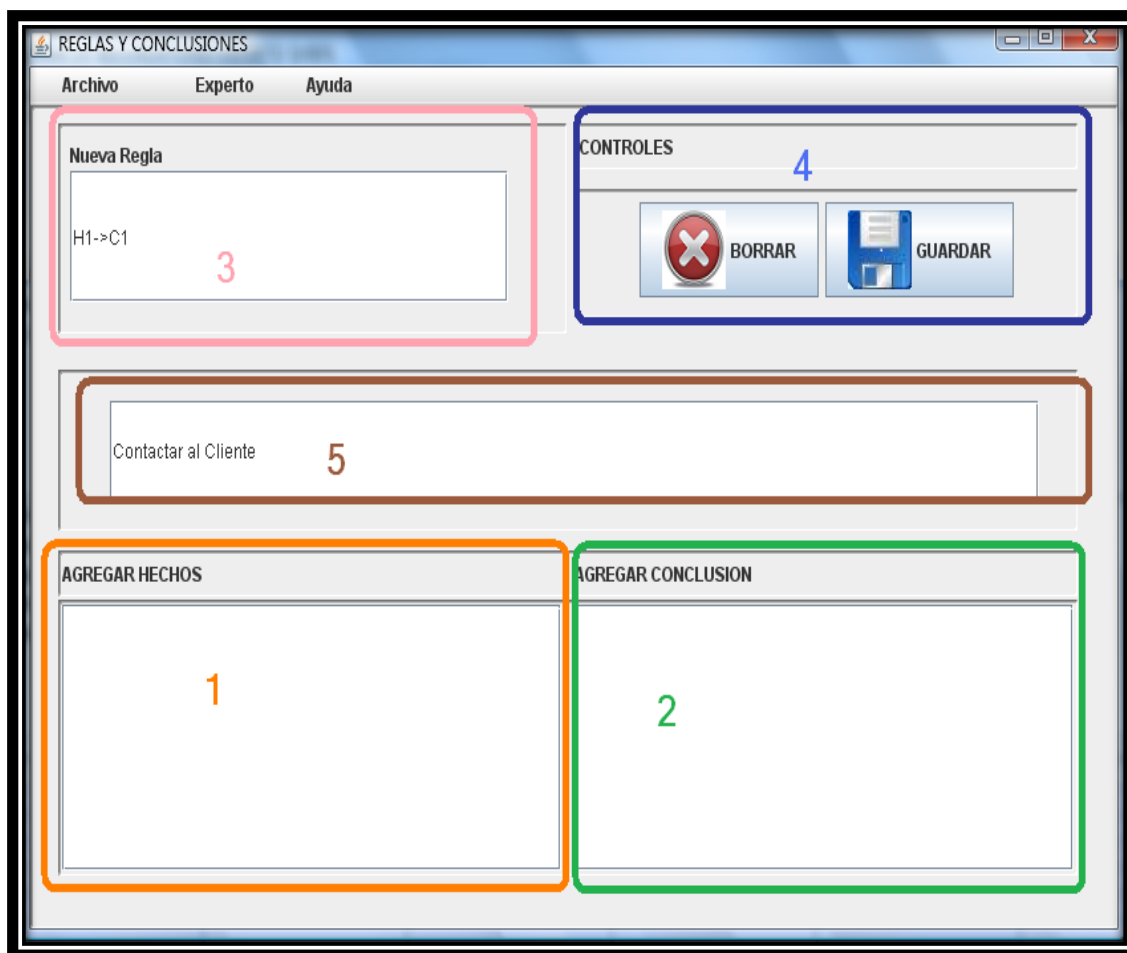 REGLAS Y CONCLUSIONES
Archivo Experto Ayuda
Nueva Regla
H1->C1
3
CONTROLES
4
BORRAR
GUARDAR
Contactar al Cliente
5
AGREGAR HECHOS
1
AGREGAR CONCLUSION
2